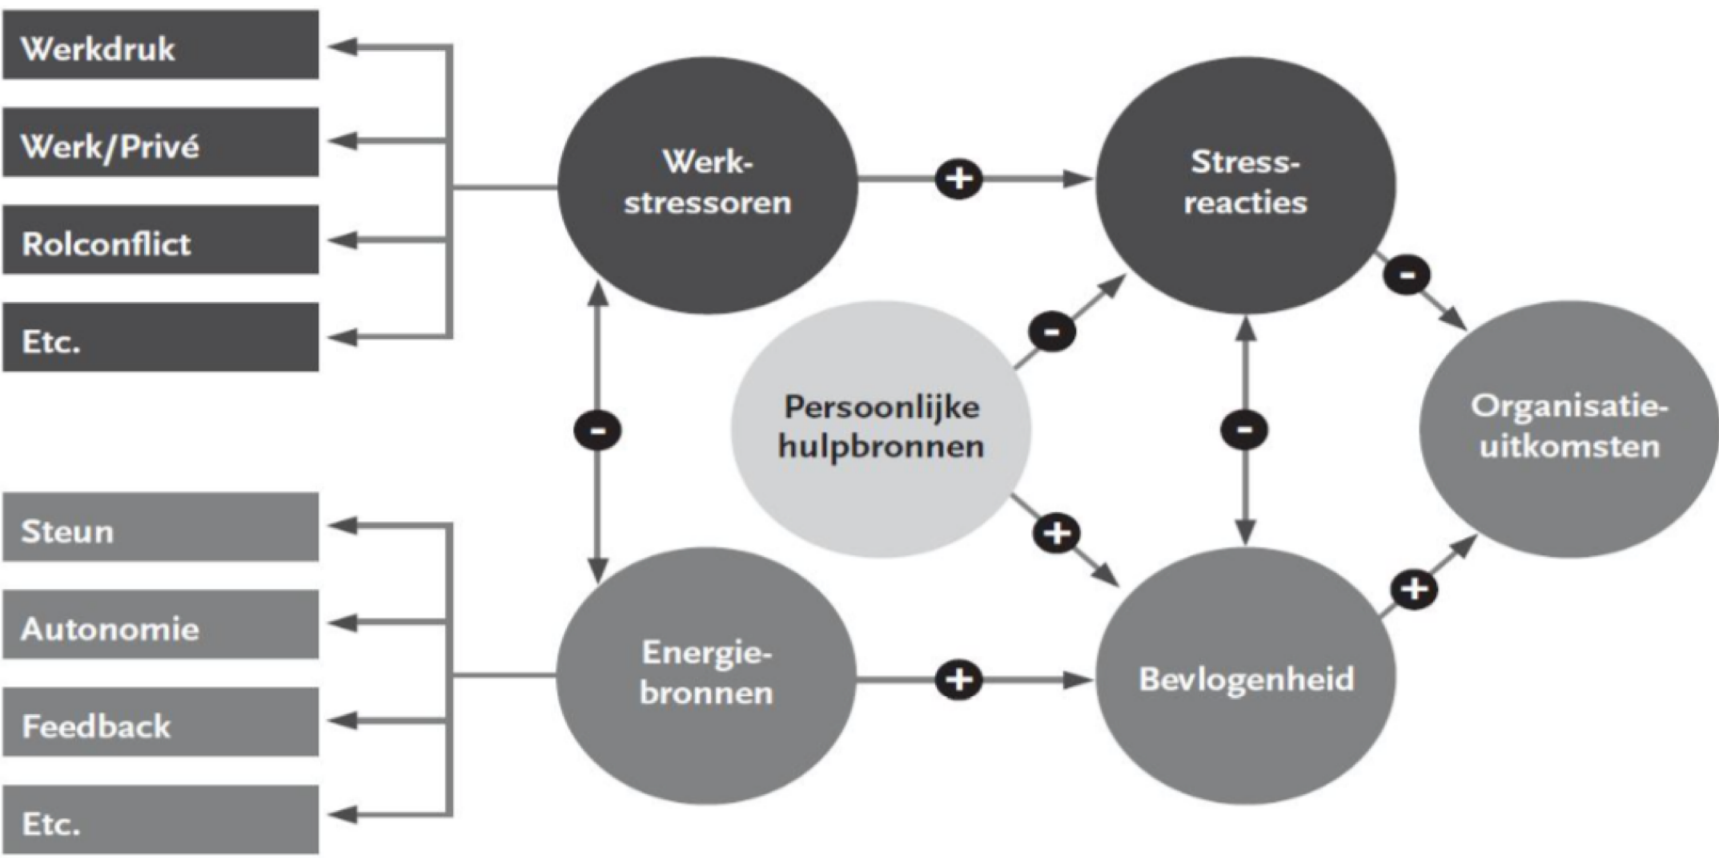 Werkdruk
Werk/Privé
Rolconflict
Etc.
Werk-
stressoren
+
Stress-
reacties
-
-
-
-
Persoonlijke
hulpbronnen
Organisatie-
uitkomsten
+
+
Steun
Autonomie
Feedback
Etc.
Energie-
bronnen
+
Bevlogenheid